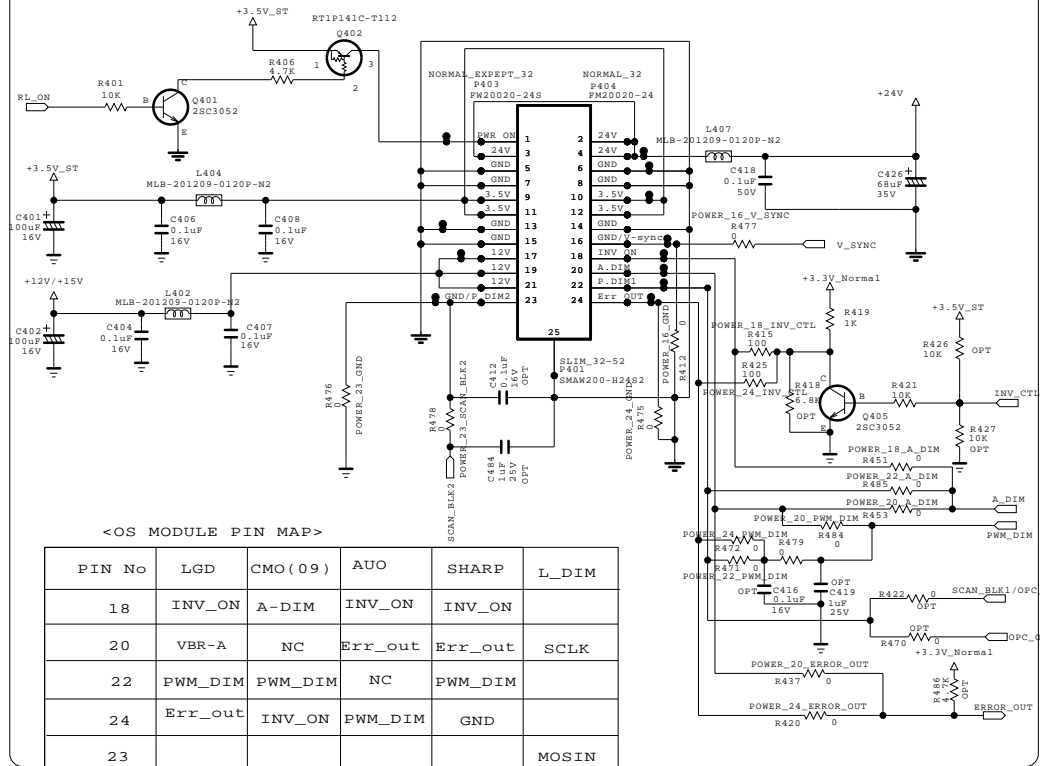 +3.5V_ST
RT1P141C-T112
Q402
1
3
2
R406
4.7K
R401
10K
RL_ON
B
C
E
Q401
2SC3052
NORMAL_EXPEPT_32
P403
FW20020-24S
NORMAL_32
P404
FM20020-24
PWR ON
1
2
24V
24V
3
4
24V
GND
5
6
GND
GND
7
8
GND
3.5V
9
10
3.5V
3.5V
11
12
3.5V
GND
13
14
GND
GND
15
16
GND/V-sync
12V
17
18
INV ON
12V
19
20
A.DIM
12V
21
22
P.DIM1
GND/P_DIM2
23
24
Err OUT
25
SLIM_32-52
P401
SMAW200-H24S2
+24V
L407
MLB-201209-0120P-N2
C418
0.1uF
50V
C426
68uF
35V
POWER_16_V_SYNC
R477
0
V_SYNC
+3.5V_ST
L404
MLB-201209-0120P-N2
C401
100uF
16V
C406
0.1uF
16V
C408
0.1uF
16V
+12V/+15V
L402
MLB-201209-0120P-N2
C402
100uF
16V
C404
0.1uF
16V
C407
0.1uF
16V
R476
0
POWER_23_GND
R478
0
POWER_23_SCAN_BLK2
SCAN_BLK2
C412
0.1uF
16V
OPT
C484
1uF
25V
OPT
POWER_24_GND
R475
0
POWER_16_GND
R412
0
+3.3V_Normal
R419
1K
POWER_18_INV_CTL
R415
100
R425
100
POWER_24_INV_CTL
R418
6.8K
OPT
C
B
E
Q405
2SC3052
R421
10K
+3.5V_ST
R426
10K
OPT
INV_CTL
R427
10K
OPT
POWER_18_A_DIM
R451
0
POWER_22_A_DIM
R485
0
POWER_20_A_DIM
R453
0
A_DIM
POWER_20_PWM_DIM
R484
0
PWM_DIM
POWER_24_PWM_DIM
R472
0
R479
0
R471
0
POWER_22_PWM_DIM
OPT
C416
0.1uF
16V
OPT
C419
1uF
25V
R422
0
OPT
SCAN_BLK1/OPC_
OPT
R470
0
OPC_O
+3.3V_Normal
R486
4.7K
OPT
POWER_20_ERROR_OUT
R437
0
POWER_24_ERROR_OUT
R420
0
ERROR_OUT
<OS MODULE PIN MAP>
PIN No LGD CMO(09) AUO SHARP L_DIM
18 INV_ON A-DIM INV_ON INV_ON
20 VBR-A NC Err_out Err_out SCLK
22 PWM_DIM PWM_DIM NC PWM_DIM
24 Err_out INV_ON PWM_DIM GND
23 MOSIN